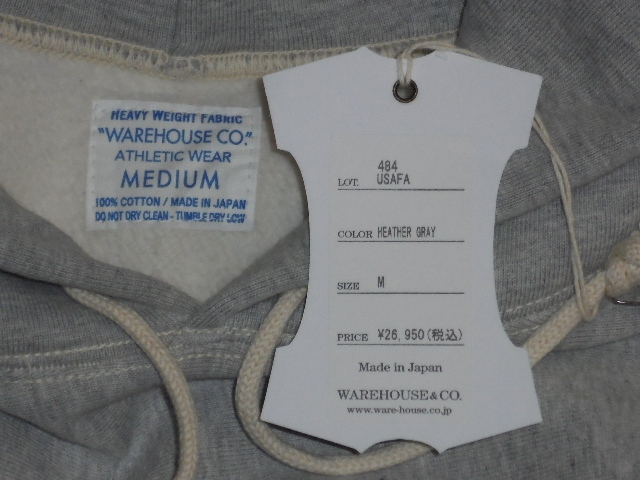 HEAVY WEIGHT FABRIC
"WAREHOUSE CO."
ATHLETIC WEAR
MEDIUM
100% COTTON / MADE IN JAPAN
DO NOT DRY CLEAN - TUMBLE DRY LOW
484
LOT. USAFA
COLOR HEATHER GRAY
SIZE M
PRICE ¥26,950(税込)
Made in Japan
WAREHOUSE&CO.
www.ware-house.co.jp